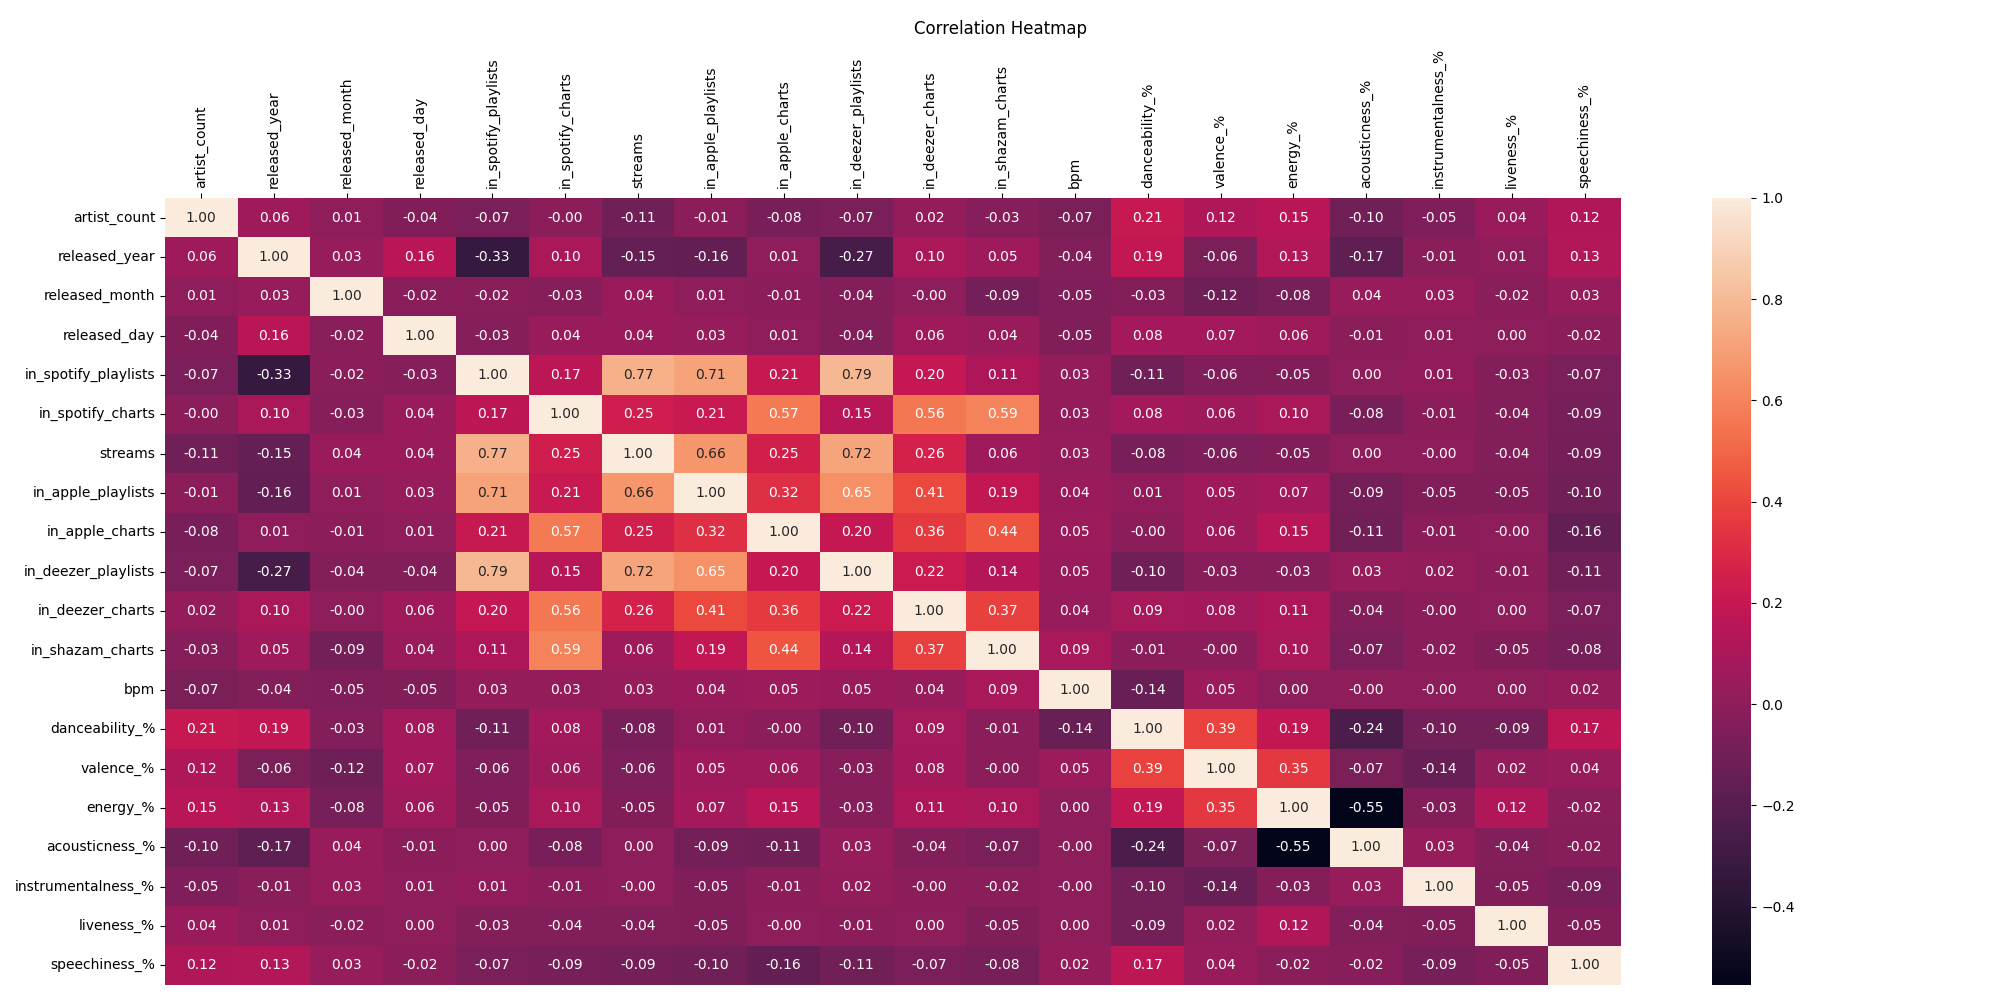 Correlation Heatmap
artist_count released_year released_month released_day in_spotify_playlists in_spotify_charts streams in_apple_playlists in_apple_charts in_deezer_playlists in_deezer_charts in_shazam_charts bpm danceability_% valence_% energy_% acousticness_% instrumentalness_% liveness_% speechiness_%
artist_count 1.00 0.06 0.01 -0.04 -0.07 -0.00 -0.11 -0.01 -0.08 -0.07 0.02 -0.03 -0.07 0.21 0.12 0.15 -0.10 -0.05 0.04 0.12
released_year 0.06 1.00 0.03 0.16 -0.33 0.10 -0.15 -0.16 0.01 -0.27 0.10 0.05 -0.04 0.19 -0.06 0.13 -0.17 -0.01 0.01 0.13
released_month 0.01 0.03 1.00 -0.02 -0.02 -0.03 0.04 0.01 -0.01 -0.04 -0.00 -0.09 -0.05 -0.03 -0.12 -0.08 0.04 0.03 -0.02 0.03
released_day -0.04 0.16 -0.02 1.00 -0.03 0.04 0.04 0.03 0.01 -0.04 0.06 0.04 -0.05 0.08 0.07 0.06 -0.01 0.01 0.00 -0.02
in_spotify_playlists -0.07 -0.33 -0.02 -0.03 1.00 0.17 0.77 0.71 0.21 0.79 0.20 0.11 0.03 -0.11 -0.06 -0.05 0.00 0.01 -0.03 -0.07
in_spotify_charts -0.00 0.10 -0.03 0.04 0.17 1.00 0.25 0.21 0.57 0.15 0.56 0.59 0.03 0.08 0.06 0.10 -0.08 -0.01 -0.04 -0.09
streams -0.11 -0.15 0.04 0.04 0.77 0.25 1.00 0.66 0.25 0.72 0.26 0.06 0.03 -0.08 -0.06 -0.05 0.00 -0.00 -0.04 -0.09
in_apple_playlists -0.01 -0.16 0.01 0.03 0.71 0.21 0.66 1.00 0.32 0.65 0.41 0.19 0.04 0.01 0.05 0.07 -0.09 -0.05 -0.05 -0.10
in_apple_charts -0.08 0.01 -0.01 0.01 0.21 0.57 0.25 0.32 1.00 0.20 0.36 0.44 0.05 -0.00 0.06 0.15 -0.11 -0.01 -0.00 -0.16
in_deezer_playlists -0.07 -0.27 -0.04 -0.04 0.79 0.15 0.72 0.65 0.20 1.00 0.22 0.14 0.05 -0.10 -0.03 -0.03 0.03 0.02 -0.01 -0.11
in_deezer_charts 0.02 0.10 -0.00 0.06 0.20 0.56 0.26 0.41 0.36 0.22 1.00 0.37 0.04 0.09 0.08 0.11 -0.04 -0.00 0.00 -0.07
in_shazam_charts -0.03 0.05 -0.09 0.04 0.11 0.59 0.06 0.19 0.44 0.14 0.37 1.00 0.09 -0.01 -0.00 0.10 -0.07 -0.02 -0.05 -0.08
bpm -0.07 -0.04 -0.05 -0.05 0.03 0.03 0.03 0.04 0.05 0.05 0.04 0.09 1.00 -0.14 0.05 0.00 -0.00 -0.00 0.00 0.02
danceability_% 0.21 0.19 -0.03 0.08 -0.11 0.08 -0.08 0.01 -0.00 -0.10 0.09 -0.01 -0.14 1.00 0.39 0.19 -0.24 -0.10 -0.09 0.17
valence_% 0.12 -0.06 -0.12 0.07 -0.06 0.06 -0.06 0.05 0.06 -0.03 0.08 -0.00 0.05 0.39 1.00 0.35 -0.07 -0.14 0.02 0.04
energy_% 0.15 0.13 -0.08 0.06 -0.05 0.10 -0.05 0.07 0.15 -0.03 0.11 0.10 0.00 0.19 0.35 1.00 -0.55 -0.03 0.12 -0.02
acousticness_% -0.10 -0.17 0.04 -0.01 0.00 -0.08 0.00 -0.09 -0.11 0.03 -0.04 -0.07 -0.00 -0.24 -0.07 -0.55 1.00 0.03 -0.04 -0.02
instrumentalness_% -0.05 -0.01 0.03 0.01 0.01 -0.01 -0.00 -0.05 -0.01 0.02 -0.00 -0.02 -0.00 -0.10 -0.14 -0.03 0.03 1.00 -0.05 -0.09
liveness_% 0.04 0.01 -0.02 0.00 -0.03 -0.04 -0.04 -0.05 -0.00 -0.01 0.00 -0.05 0.00 -0.09 0.02 0.12 -0.04 -0.05 1.00 -0.05
speechiness_% 0.12 0.13 0.03 -0.02 -0.07 -0.09 -0.09 -0.10 -0.16 -0.11 -0.07 -0.08 0.02 0.17 0.04 -0.02 -0.02 -0.09 -0.05 1.00
1.0
0.8
0.6
0.4
0.2
0.0
−0.2
−0.4